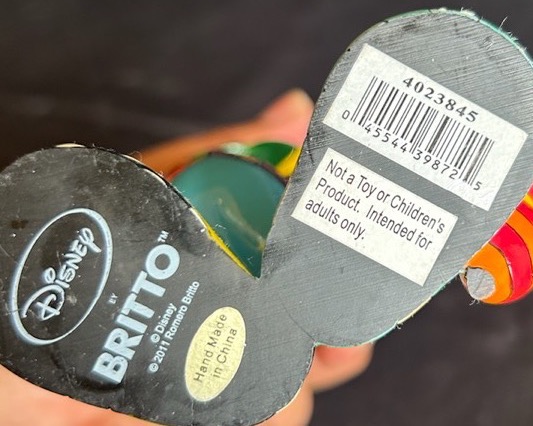 DISNEY
BY
BRITTO™
© Disney
© 2011 Romero Britto
Hand Made
in China
4023845
0 45544 39872 5
Not a Toy or Children's
Product. Intended for
adults only.